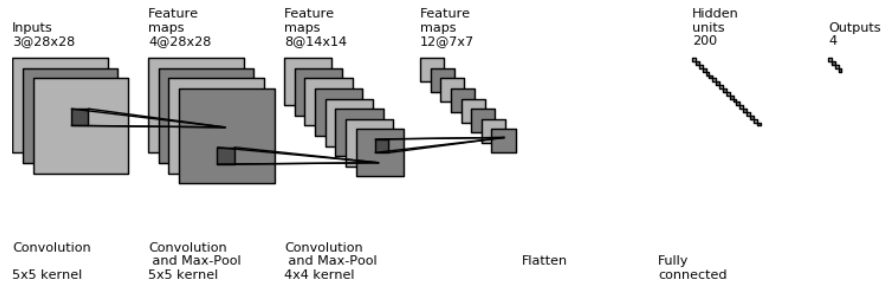 Inputs
3@28x28
Feature
maps
4@28x28
Feature
maps
8@14x14
Feature
maps
12@7x7
Hidden
units
200
Outputs
4
Convolution
5x5 kernel
Convolution
and Max-Pool
5x5 kernel
Convolution
and Max-Pool
4x4 kernel
Flatten
Fully
connected